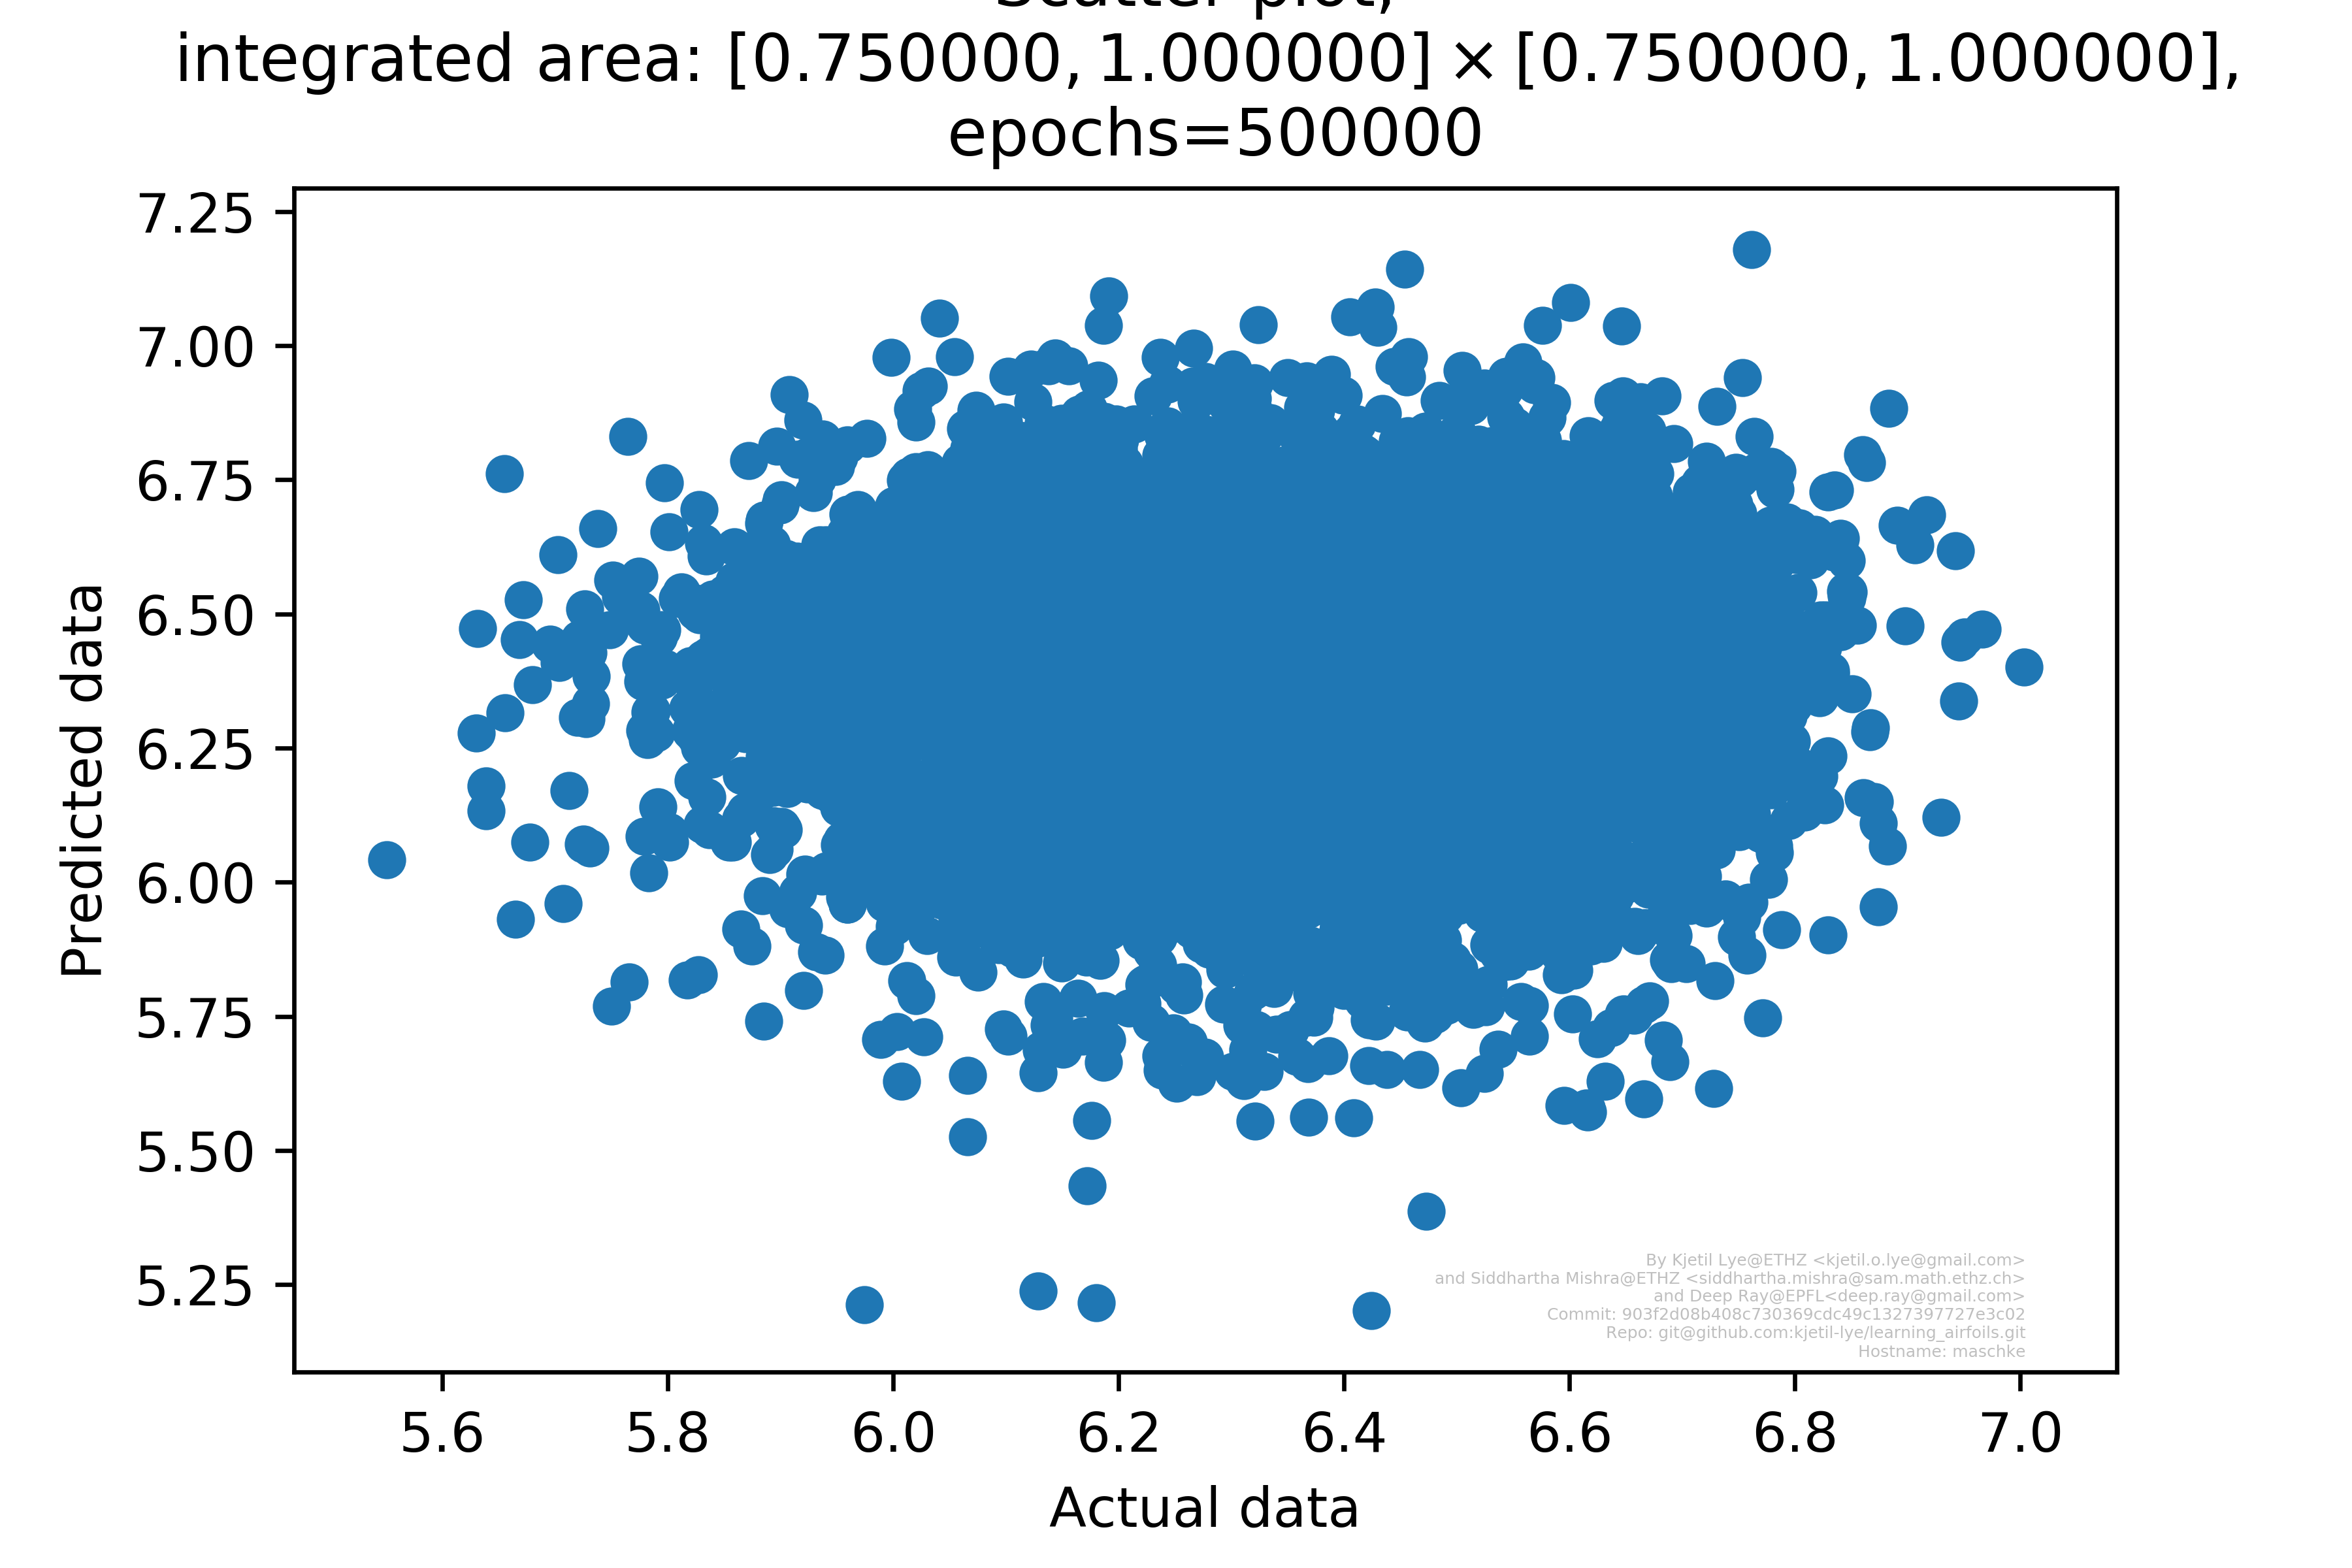 Scatter plot,
integrated area: [0.750000, 1.000000] × [0.750000, 1.000000],
epochs=500000
7.25
7.00
6.75
6.50
6.25
6.00
5.75
5.50
5.25
Predicted data
By Kjetil Lye@ETHZ <kjetil.o.lye@gmail.com>
and Siddhartha Mishra@ETHZ <siddhartha.mishra@sam.math.ethz.ch>
and Deep Ray@EPFL<deep.ray@gmail.com>
Commit: 903f2d08b408c730369cdc49c1327397727e3c02
Repo: git@github.com:kjetil-lye/learning_airfoils.git
Hostname: maschke
5.6 5.8 6.0 6.2 6.4 6.6 6.8 7.0
Actual data